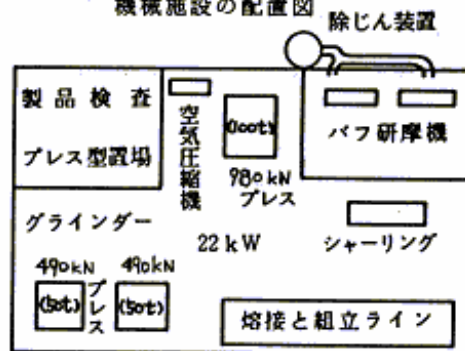 機械施設の配置図
除じん装置
製品検査
プレス型置場
空気圧縮機
(100t)
980kN
プレス
バフ研摩機
グラインダー
22kW
シャーリング
490kN
490kN
(50t)
プレス
(50t)
熔接と組立ライン